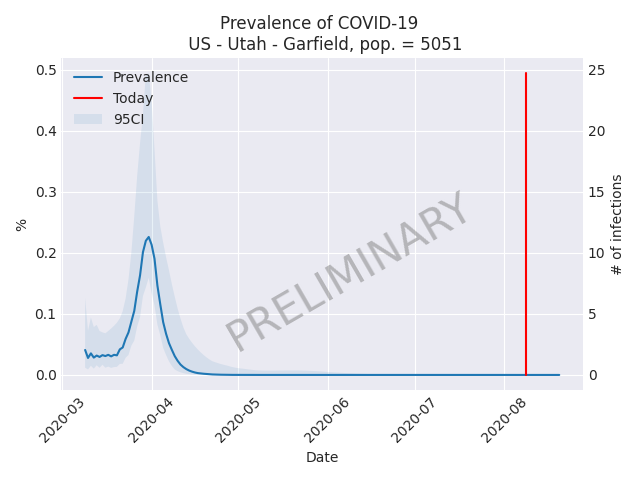 Prevalence of COVID-19
US - Utah - Garfield, pop. = 5051
Prevalence
Today
95CI
0.5
0.4
0.3
0.2
0.1
0.0
%
25
20
15
10
5
0
# of infections
PRELIMINARY
2020-03
2020-04
2020-05
2020-06
2020-07
2020-08
Date